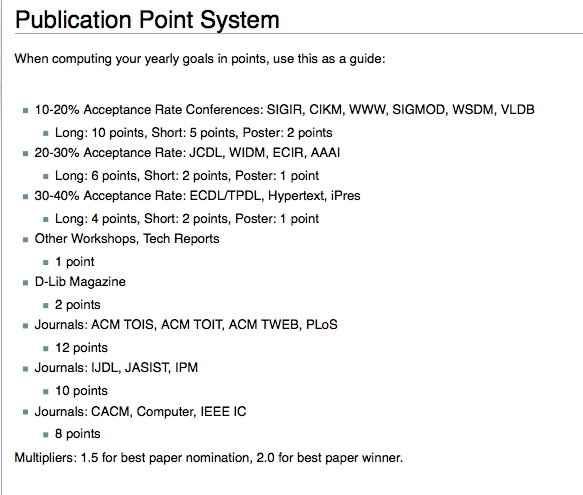 Publication Point System
When computing your yearly goals in points, use this as a guide:
10-20% Acceptance Rate Conferences: SIGIR, CIKM, WWW, SIGMOD, WSDM, VLDB
Long: 10 points, Short: 5 points, Poster: 2 points
20-30% Acceptance Rate: JCDL, WIDM, ECIR, AAAI
Long: 6 points, Short: 2 points, Poster: 1 point
30-40% Acceptance Rate: ECDL/TPDL, Hypertext, iPres
Long: 4 points, Short: 2 points, Poster: 1 point
Other Workshops, Tech Reports
1 point
D-Lib Magazine
2 points
Journals: ACM TOIS, ACM TOIT, ACM TWEB, PLoS
12 points
Journals: IJDL, JASIST, IPM
10 points
Journals: CACM, Computer, IEEE IC
8 points
Multipliers: 1.5 for best paper nomination, 2.0 for best paper winner.